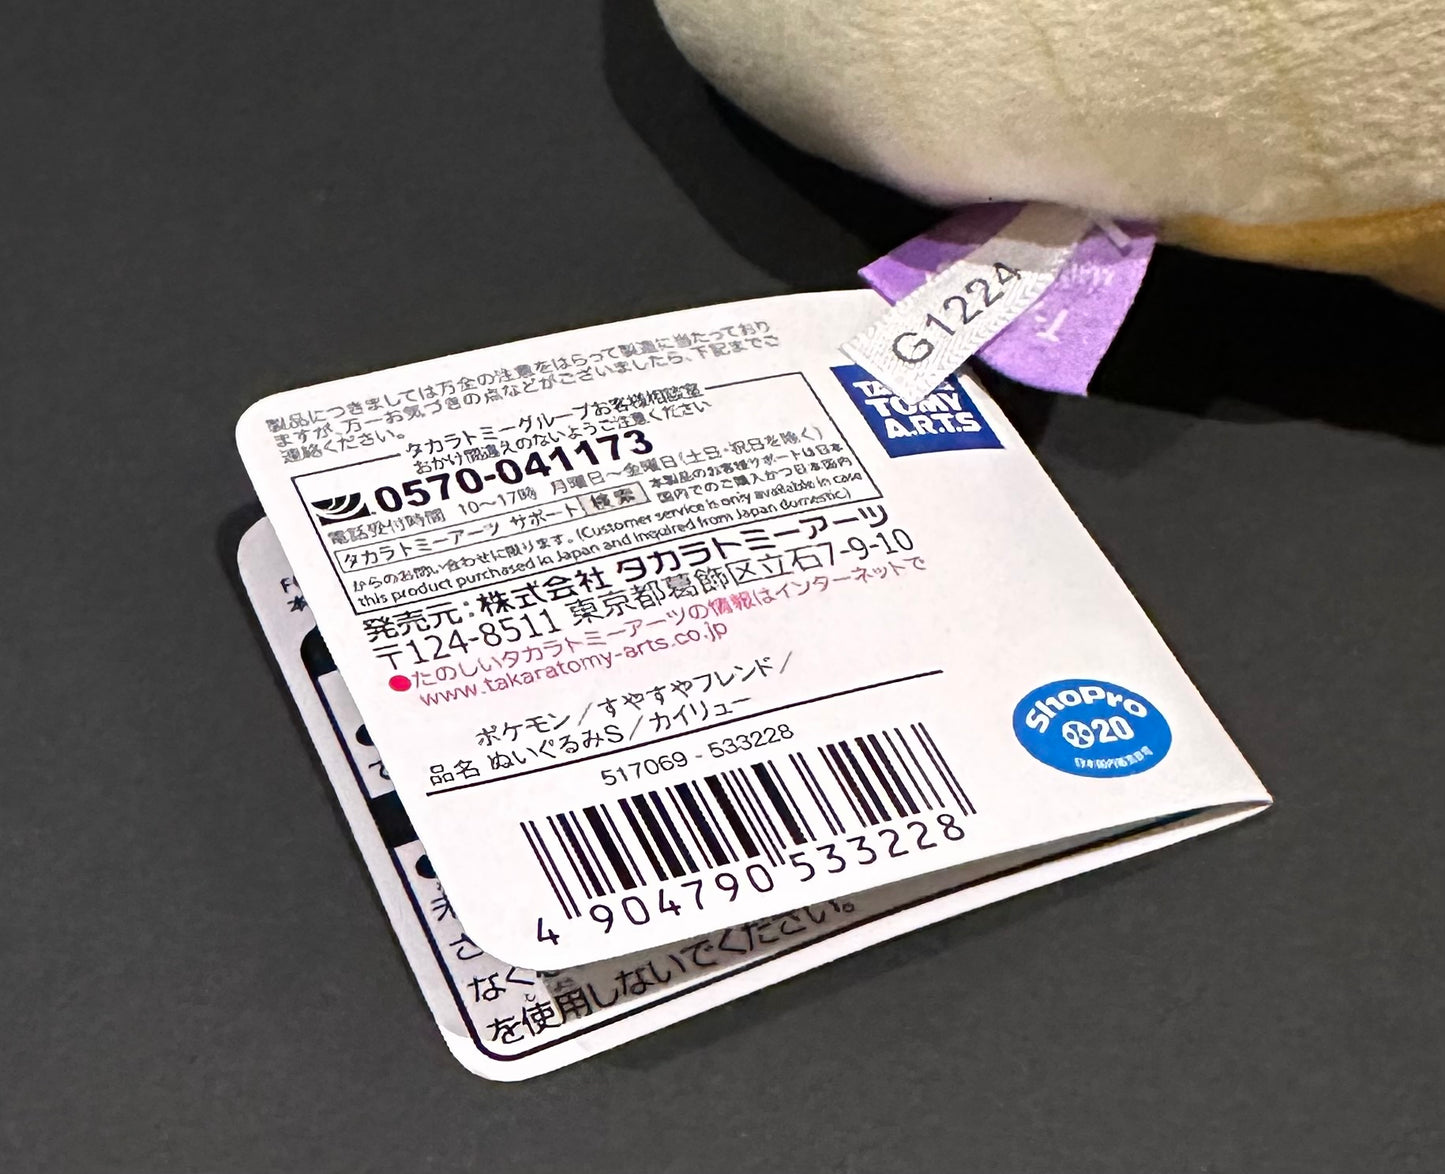 製品につきましては万全の注意をはらって製造に当たっており
ますが、万一お気づきの点などがございましたら、下記までご
連絡ください。
タカラトミーグループお客様相談室
おかけ間違えのないようご注意ください
0570-041173
電話受付時間 10～17時 月曜日～金曜日(土日・祝日を除く)
タカラトミーアーツ サポート 検索
本製品のお客様サポートは日本
国内でのご購入かつ日本国内
からのお問い合わせに限ります。(Customer service is only available in case
this product purchased in Japan and inquired from Japan domestic)
発売元:株式会社 タカラトミーアーツ
〒124-8511 東京都葛飾区立石7-9-10
●たのしいタカラトミーアーツの情報はインターネットで
www.takaratomy-arts.co.jp
ポケモン／すやすやフレンド／
品名 ぬいぐるみS／カイリュー
517069 - 533228
4 904790 533228
TOMY
A.R.T.S
G1224
ShoPro
20
なく
を使用しないでください。